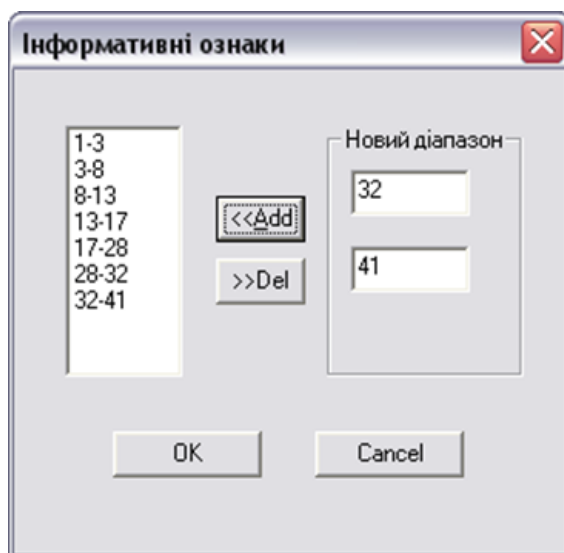 Інформативні ознаки
1-3
3-8
8-13
13-17
17-28
28-32
32-41
<<Add
>>Del
Новий діапазон
32
41
OK
Cancel